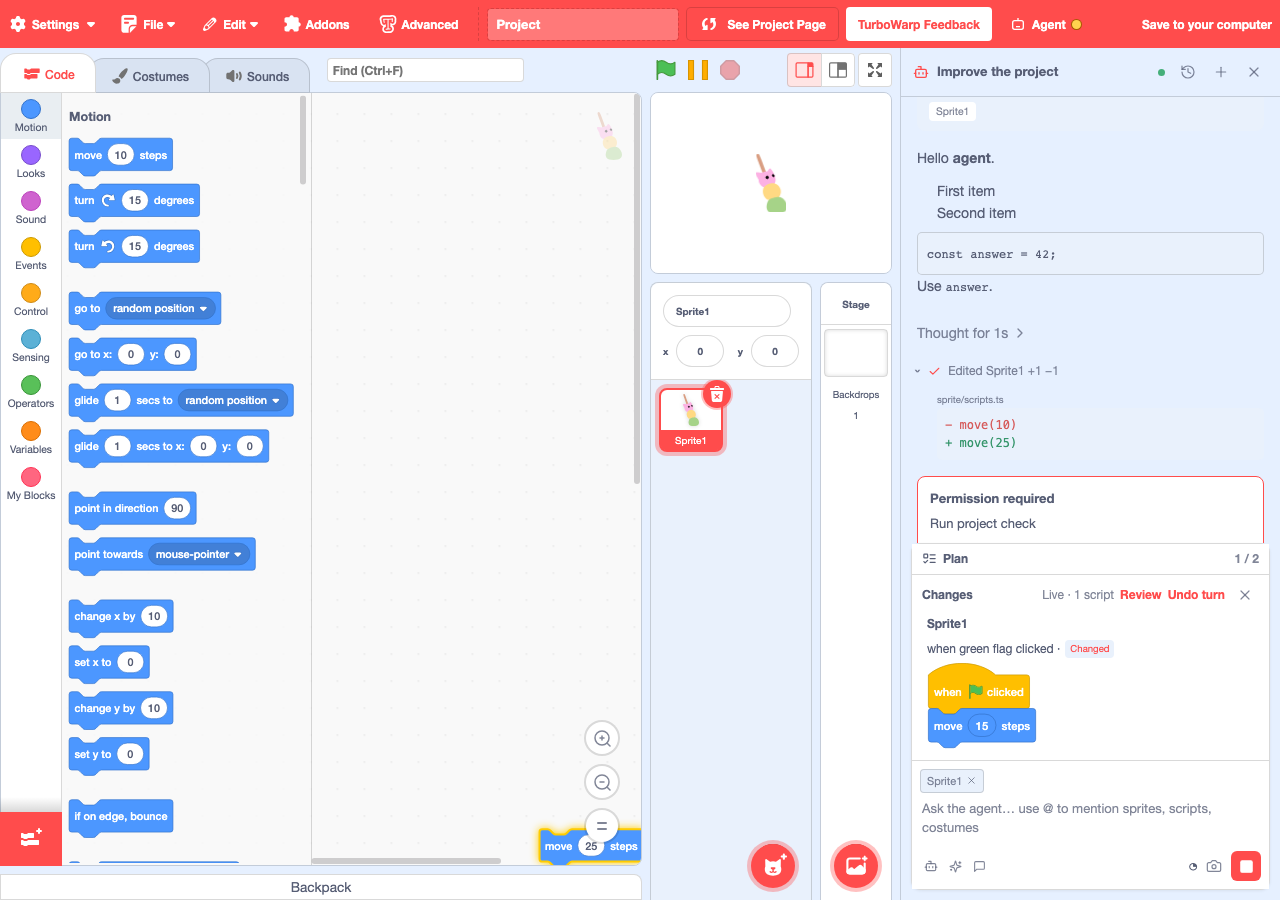 Settings File Edit Addons Advanced Project See Project Page TurboWarp Feedback Agent Save to your computer
Code Costumes Sounds Find (Ctrl+F)
Motion
Looks
Sound
Events
Control
Sensing
Operators
Variables
My Blocks
Motion
move 10 steps
turn 15 degrees
turn 15 degrees
go to random position
go to x: 0 y: 0
glide 1 secs to random position
glide 1 secs to x: 0 y: 0
point in direction 90
point towards mouse-pointer
change x by 10
set x to 0
change y by 10
set y to 0
if on edge, bounce
move 25 steps
Backpack
Sprite1
x 0 y 0
Sprite1
Stage
Backdrops
1
Improve the project
Sprite1
Hello agent.
First item
Second item
const answer = 42;
Use answer.
Thought for 1s
Edited Sprite1 +1 −1
sprite/scripts.ts
− move(10)
+ move(25)
Permission required
Run project check
Plan 1 / 2
Changes Live · 1 script Review Undo turn
Sprite1
when green flag clicked · Changed
when clicked
move 15 steps
Sprite1
Ask the agent… use @ to mention sprites, scripts,
costumes